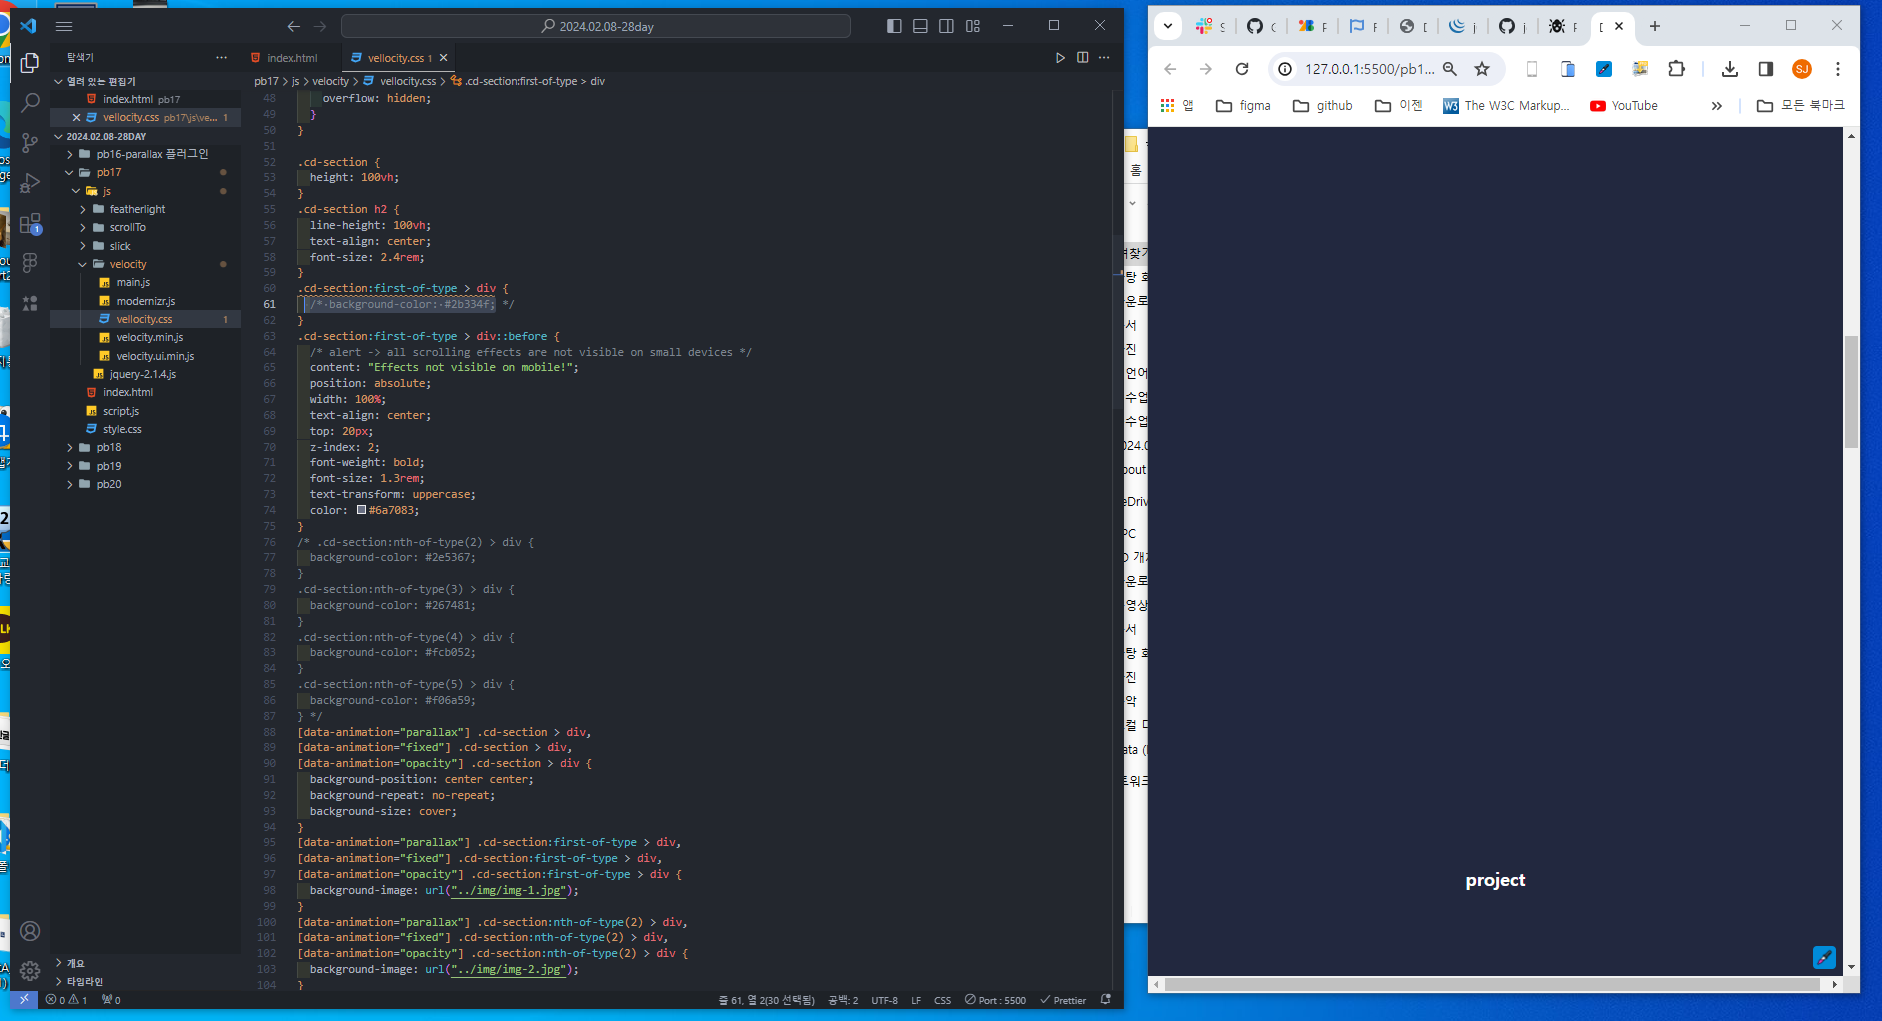 2024.02.08-28day
탐색기
열려 있는 편집기
index.html pb17
vellocity.css pb17\js\ve... 1
2024.02.08-28DAY
pb16-parallax 플러그인
pb17
js
featherlight
scrollTo
slick
velocity
main.js
modernizr.js
vellocity.css 1
velocity.min.js
velocity.ui.min.js
jquery-2.1.4.js
index.html
script.js
style.css
pb18
pb19
pb20
개요
타임라인
index.html
vellocity.css 1
pb17 > js > velocity > vellocity.css > .cd-section:first-of-type > div
48 overflow: hidden;
49 }
50 }
51
52 .cd-section {
53 height: 100vh;
54 }
55 .cd-section h2 {
56 line-height: 100vh;
57 text-align: center;
58 font-size: 2.4rem;
59 }
60 .cd-section:first-of-type > div {
61 /* background-color: #2b334f; */
62 }
63 .cd-section:first-of-type > div::before {
64 /* alert -> all scrolling effects are not visible on small devices */
65 content: "Effects not visible on mobile!";
66 position: absolute;
67 width: 100%;
68 text-align: center;
69 top: 20px;
70 z-index: 2;
71 font-weight: bold;
72 font-size: 1.3rem;
73 text-transform: uppercase;
74 color: #6a7083;
75 }
76 /* .cd-section:nth-of-type(2) > div {
77 background-color: #2e5367;
78 }
79 .cd-section:nth-of-type(3) > div {
80 background-color: #267481;
81 }
82 .cd-section:nth-of-type(4) > div {
83 background-color: #fcb052;
84 }
85 .cd-section:nth-of-type(5) > div {
86 background-color: #f06a59;
87 } */
88 [data-animation="parallax"] .cd-section > div,
89 [data-animation="fixed"] .cd-section > div,
90 [data-animation="opacity"] .cd-section > div {
91 background-position: center center;
92 background-repeat: no-repeat;
93 background-size: cover;
94 }
95 [data-animation="parallax"] .cd-section:first-of-type > div,
96 [data-animation="fixed"] .cd-section:first-of-type > div,
97 [data-animation="opacity"] .cd-section:first-of-type > div {
98 background-image: url("../img/img-1.jpg");
99 }
100 [data-animation="parallax"] .cd-section:nth-of-type(2) > div,
101 [data-animation="fixed"] .cd-section:nth-of-type(2) > div,
102 [data-animation="opacity"] .cd-section:nth-of-type(2) > div {
103 background-image: url("../img/img-2.jpg");
104 }
0 1 0
줄 61, 열 2(30 선택됨) 공백: 2 UTF-8 LF CSS Port : 5500 Prettier
홈
127.0.0.1:5500/pb1...
SJ
앱 figma github 이젠 The W3C Markup... YouTube » 모든 북마크
project